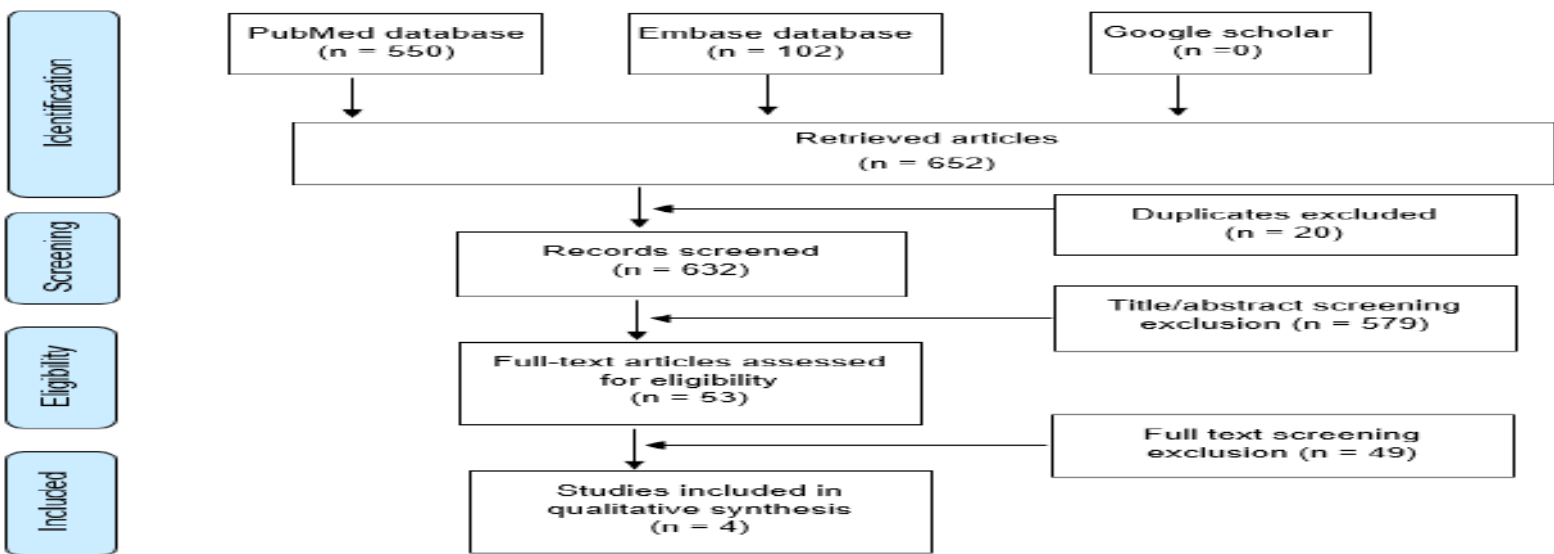 Identification
PubMed database
(n = 550)
Embase database
(n = 102)
Google scholar
(n =0)
Retrieved articles
(n = 652)
Duplicates excluded
(n = 20)
Screening
Records screened
(n = 632)
Title/abstract screening
exclusion (n = 579)
Eligibility
Full-text articles assessed
for eligibility
(n = 53)
Full text screening
exclusion (n = 49)
Included
Studies included in
qualitative synthesis
(n = 4)